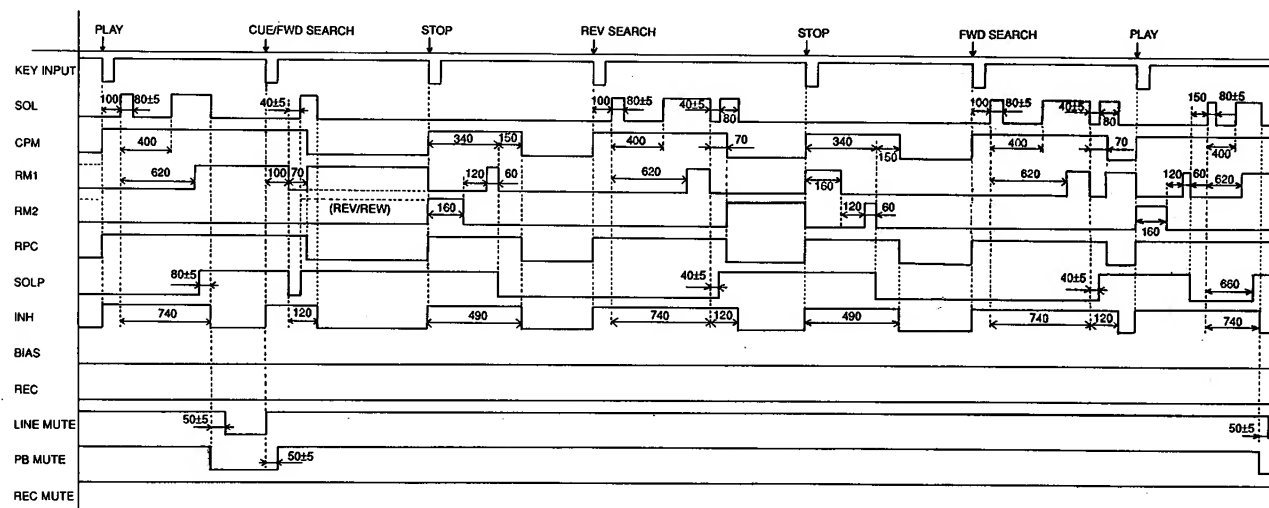 PLAY CUE/FWD SEARCH STOP REV SEARCH STOP FWD SEARCH PLAY
KEY INPUT
SOL 100 80±5 40±5 100 80±5 40±5 80 100 80±5 40±5 80 150 80±5
CPM 400 340 150 400 70 340 150 400 70 400
RM1 620 100 70 120 60 620 160 620 120 60 620
RM2 (REV/REW) 160 120 60 160
RPC
SOLP 80±5 40±5 40±5 660
INH 740 120 490 740 120 490 740 120 740
BIAS
REC
LINE MUTE 50±5 50±5
PB MUTE 50±5
REC MUTE